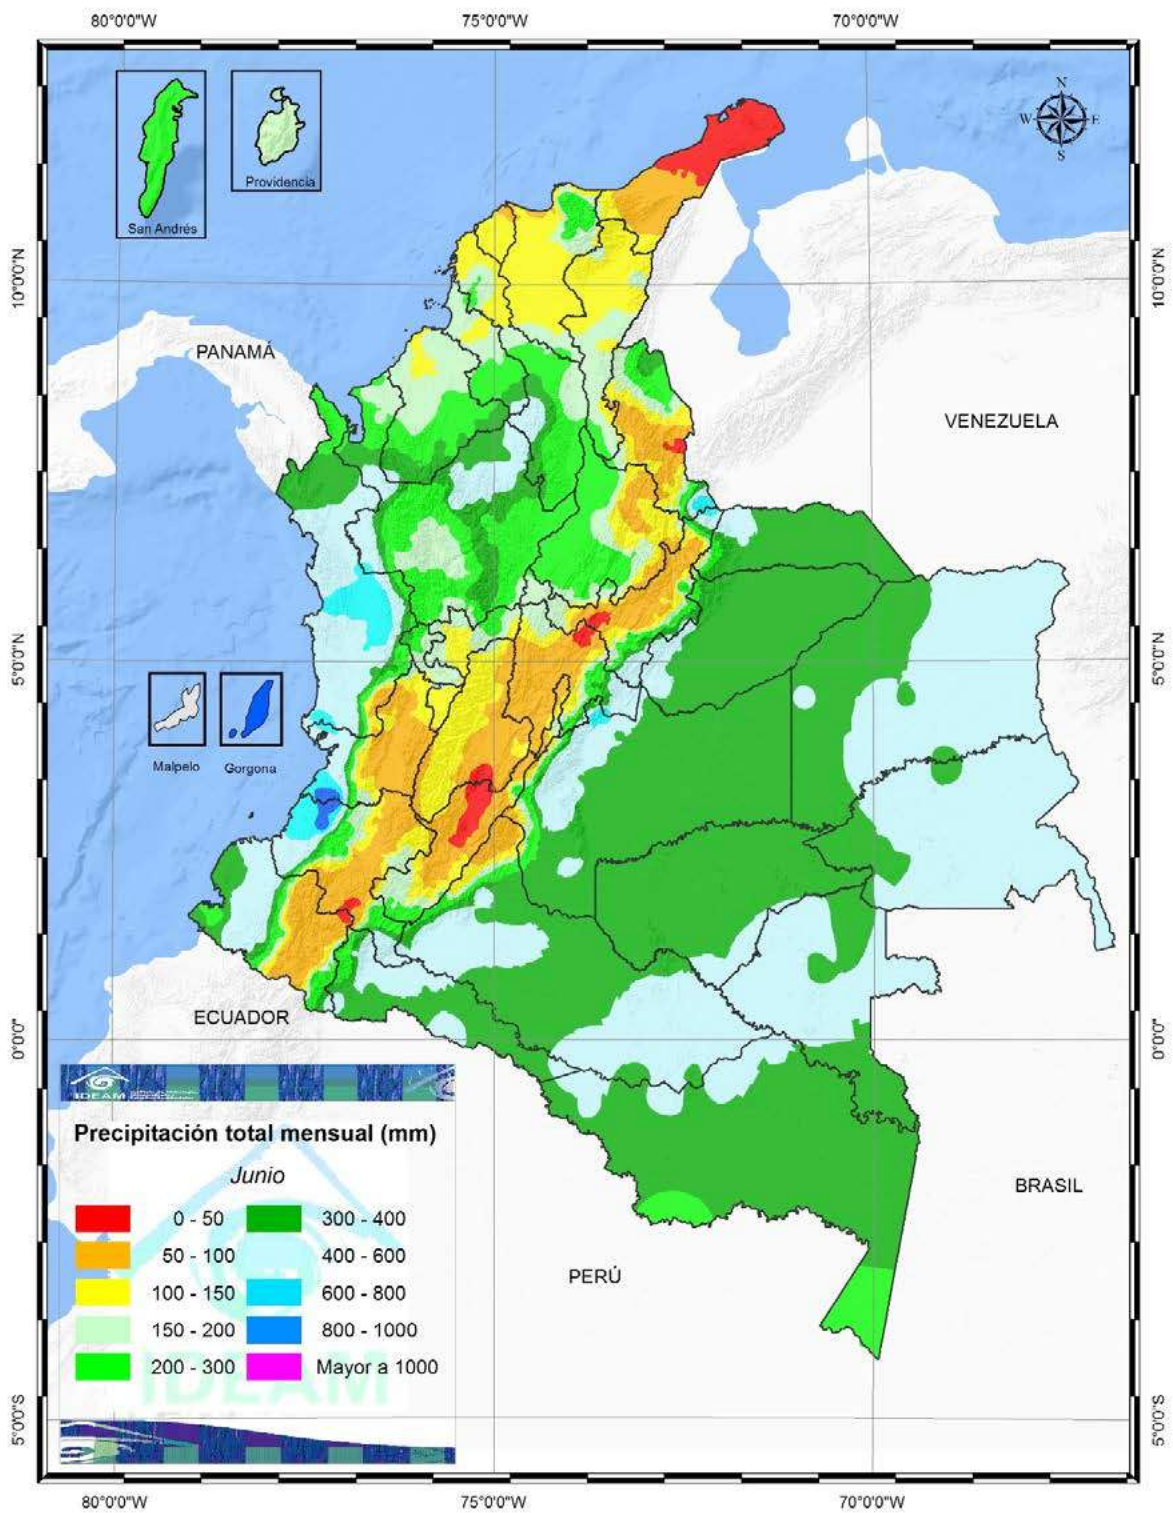 80°0'0"W 75°0'0"W 70°0'0"W
N
W E
S
San Andrés
Providencia
10°0'0"N 10°0'0"N
PANAMÁ
VENEZUELA
5°0'0"N 5°0'0"N
Malpelo Gorgona
ECUADOR
0°0'0" 0°0'0"
IDEAM
Precipitación total mensual (mm)
Junio
0 - 50 300 - 400
50 - 100 400 - 600
100 - 150 600 - 800
150 - 200 800 - 1000
200 - 300 Mayor a 1000
IDEAM
BRASIL
PERÚ
5°0'0"S 5°0'0"S
80°0'0"W 75°0'0"W 70°0'0"W